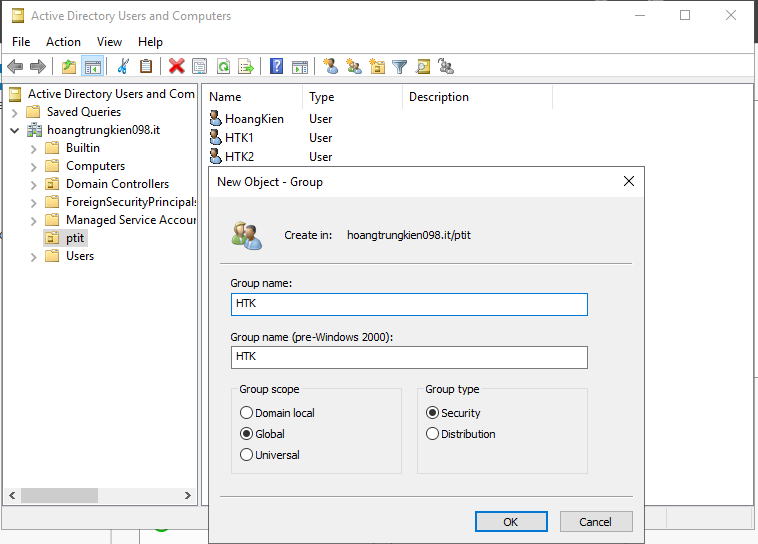 Active Directory Users and Computers
File Action View Help
Active Directory Users and Com
Saved Queries
hoangtrungkien098.it
Builtin
Computers
Domain Controllers
ForeignSecurityPrincipals
Managed Service Accour
ptit
Users
Name Type Description
HoangKien User
HTK1 User
HTK2 User
New Object - Group
Create in: hoangtrungkien098.it/ptit
Group name:
HTK
Group name (pre-Windows 2000):
HTK
Group scope
Domain local
Global
Universal
Group type
Security
Distribution
OK Cancel